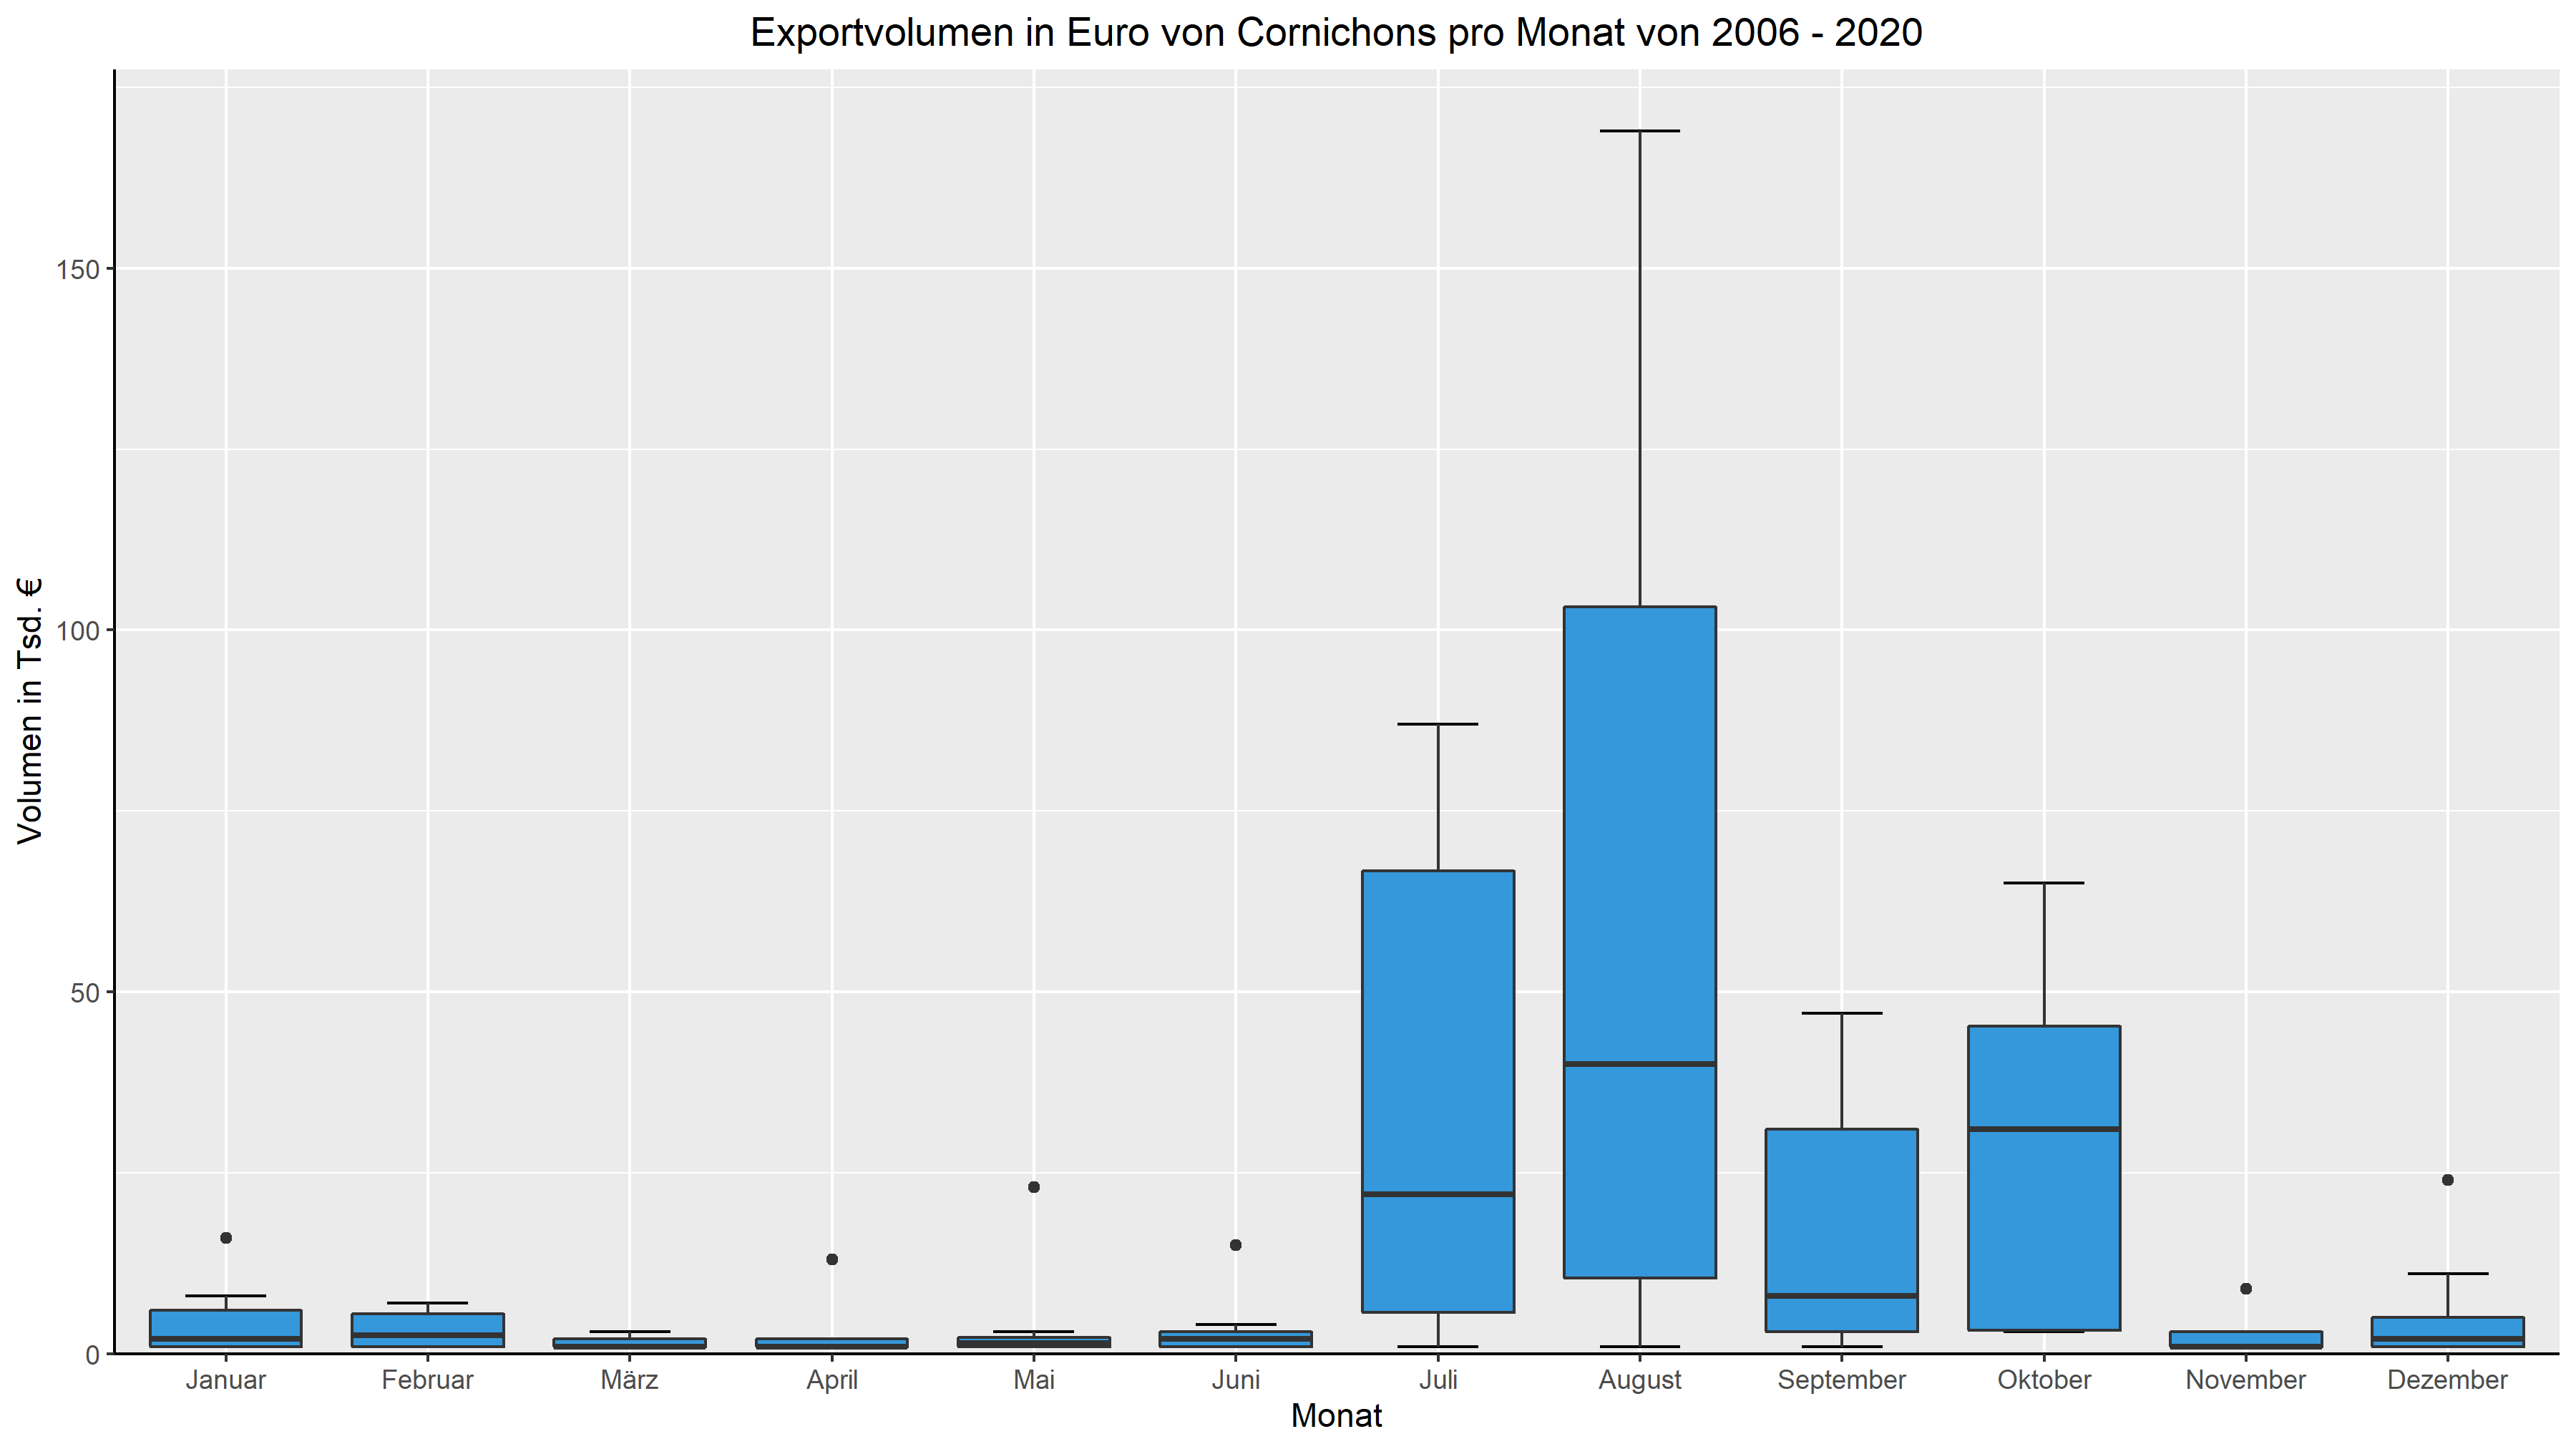 Exportvolumen in Euro von Cornichons pro Monat von 2006 - 2020
Volumen in Tsd. €
150
100
50
0
Januar Februar März April Mai Juni Juli August September Oktober November Dezember
Monat